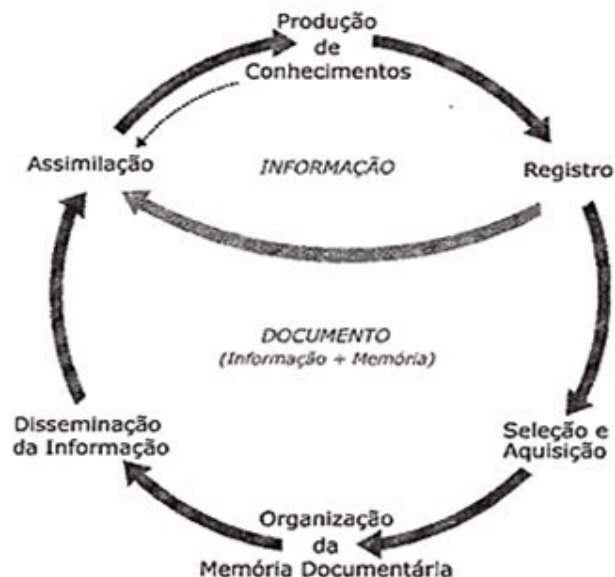 Produção
de
Conhecimentos
Assimilação
INFORMAÇÃO
Registro
DOCUMENTO
(Informação + Memória)
Disseminação
da Informação
Seleção e
Aquisição
Organização
da
Memória Documentária